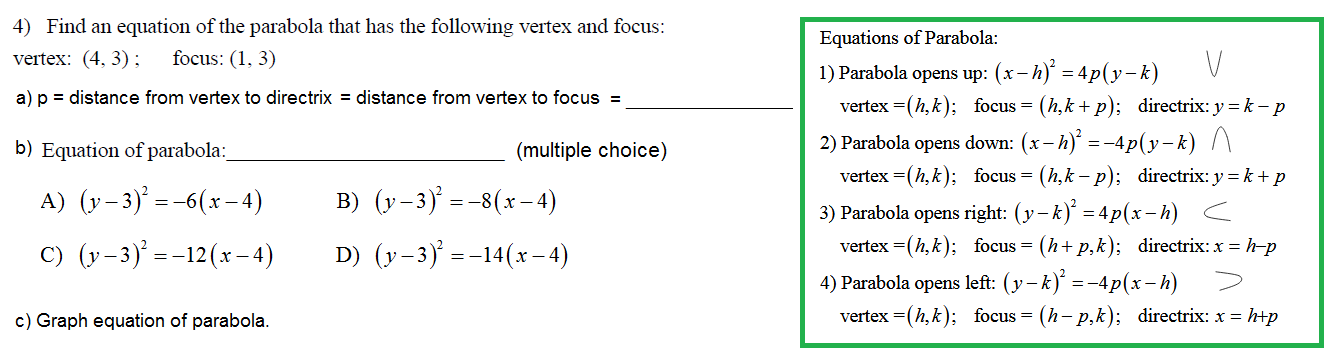 4) Find an equation of the parabola that has the following vertex and focus:
vertex: (4, 3) ; focus: (1, 3)
a) p = distance from vertex to directrix = distance from vertex to focus = ____________
b) Equation of parabola:____________________ (multiple choice)
A) (y – 3)² = –6(x – 4) B) (y – 3)² = –8(x – 4)
C) (y – 3)² = –12(x – 4) D) (y – 3)² = –14(x – 4)
c) Graph equation of parabola.
Equations of Parabola:
1) Parabola opens up: (x – h)² = 4p(y – k)
vertex =(h,k); focus = (h,k + p); directrix: y = k – p
2) Parabola opens down: (x – h)² = –4p(y – k)
vertex =(h,k); focus = (h,k – p); directrix: y = k + p
3) Parabola opens right: (y – k)² = 4p(x – h)
vertex =(h,k); focus = (h + p,k); directrix: x = h–p
4) Parabola opens left: (y – k)² = –4p(x – h)
vertex =(h,k); focus = (h – p,k); directrix: x = h+p